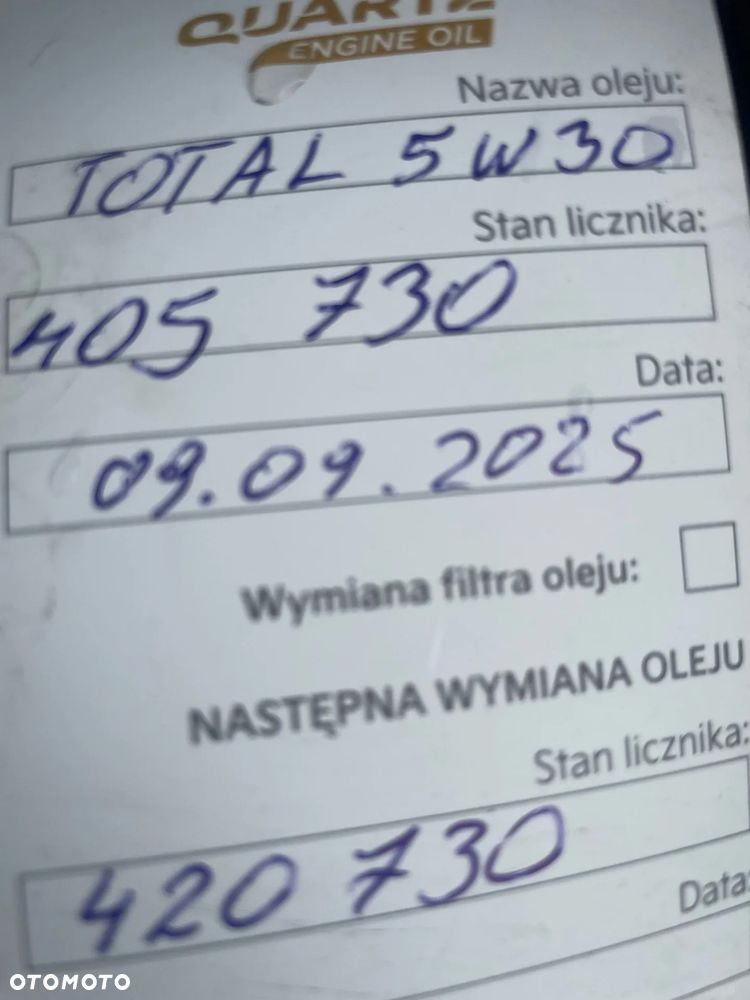 QUARTZ
ENGINE OIL
Nazwa oleju:
TOTAL 5W30
Stan licznika:
405 730
Data:
09.09.2025
Wymiana filtra oleju:
NASTĘPNA WYMIANA OLEJU
Stan licznika:
420 730
Data:
OTOMOTO